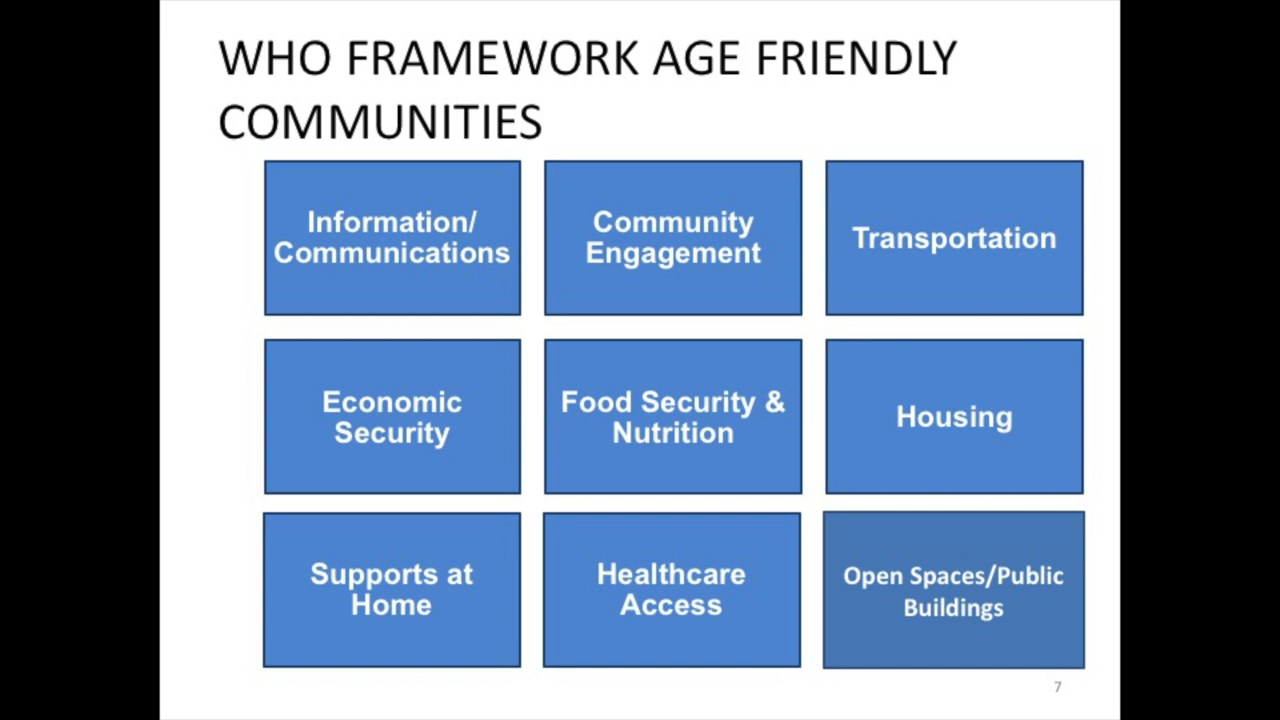 WHO FRAMEWORK AGE FRIENDLY
COMMUNITIES
Information/
Communications
Community
Engagement
Transportation
Economic
Security
Food Security &
Nutrition
Housing
Supports at
Home
Healthcare
Access
Open Spaces/Public
Buildings
7